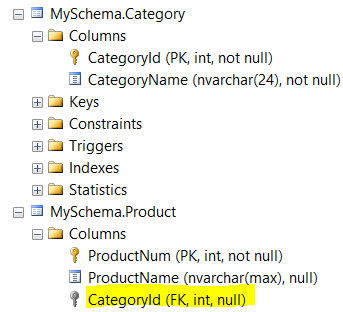 MySchema.Category
Columns
CategoryId (PK, int, not null)
CategoryName (nvarchar(24), not null)
Keys
Constraints
Triggers
Indexes
Statistics
MySchema.Product
Columns
ProductNum (PK, int, not null)
ProductName (nvarchar(max), null)
CategoryId (FK, int, null)